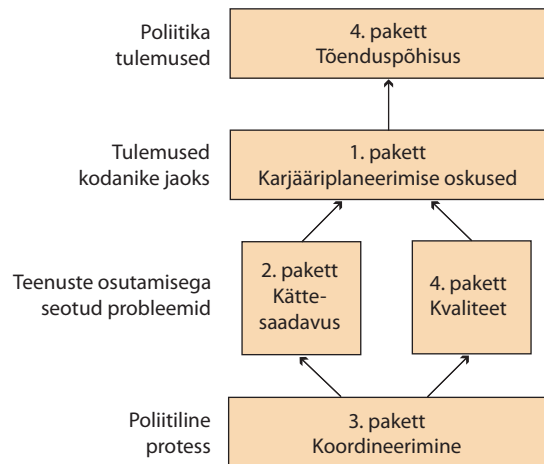 Poliitika
tulemused
4. pakett
Tõenduspõhisus
Tulemused
kodanike jaoks
1. pakett
Karjääriplaneerimise oskused
Teenuste osutamisega
seotud probleemid
2. pakett
Kätte-
saadavus
4. pakett
Kvaliteet
Poliitiline
protess
3. pakett
Koordineerimine